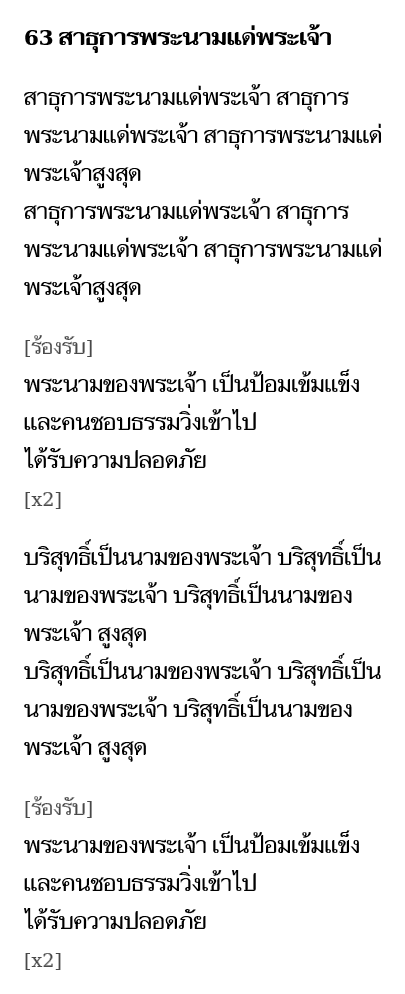 63 สาธุการพระนามแด่พระเจ้า
สาธุการพระนามแด่พระเจ้า สาธุการ
พระนามแด่พระเจ้า สาธุการพระนามแด่
พระเจ้าสูงสุด
สาธุการพระนามแด่พระเจ้า สาธุการ
พระนามแด่พระเจ้า สาธุการพระนามแด่
พระเจ้าสูงสุด
[ร้องรับ]
พระนามของพระเจ้า เป็นป้อมเข้มแข็ง
และคนชอบธรรมวิ่งเข้าไป
ได้รับความปลอดภัย
[x2]
บริสุทธิ์เป็นนามของพระเจ้า บริสุทธิ์เป็น
นามของพระเจ้า บริสุทธิ์เป็นนามของ
พระเจ้า สูงสุด
บริสุทธิ์เป็นนามของพระเจ้า บริสุทธิ์เป็น
นามของพระเจ้า บริสุทธิ์เป็นนามของ
พระเจ้า สูงสุด
[ร้องรับ]
พระนามของพระเจ้า เป็นป้อมเข้มแข็ง
และคนชอบธรรมวิ่งเข้าไป
ได้รับความปลอดภัย
[x2]